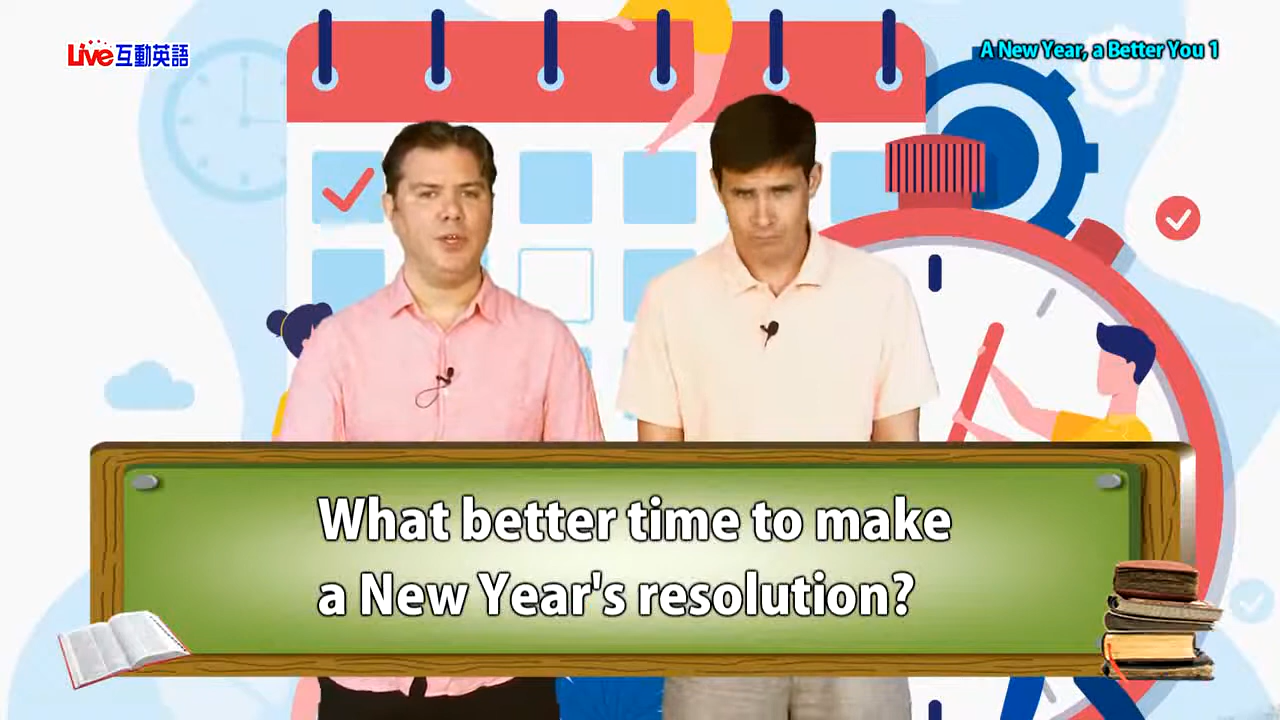 Live互動英語
A New Year, a Better You 1
What better time to make
a New Year's resolution?